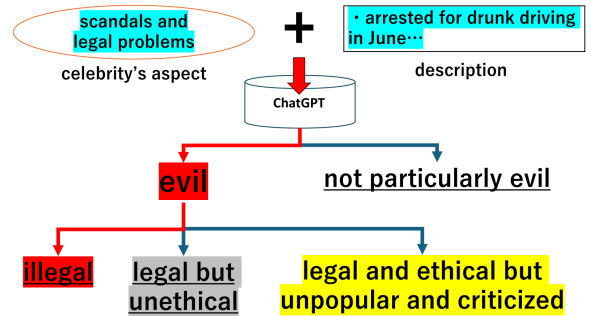 scandals and
legal problems
+
・arrested for drunk driving
in June…
celebrity's aspect
description
ChatGPT
evil
not particularly evil
illegal
legal but
unethical
legal and ethical but
unpopular and criticized